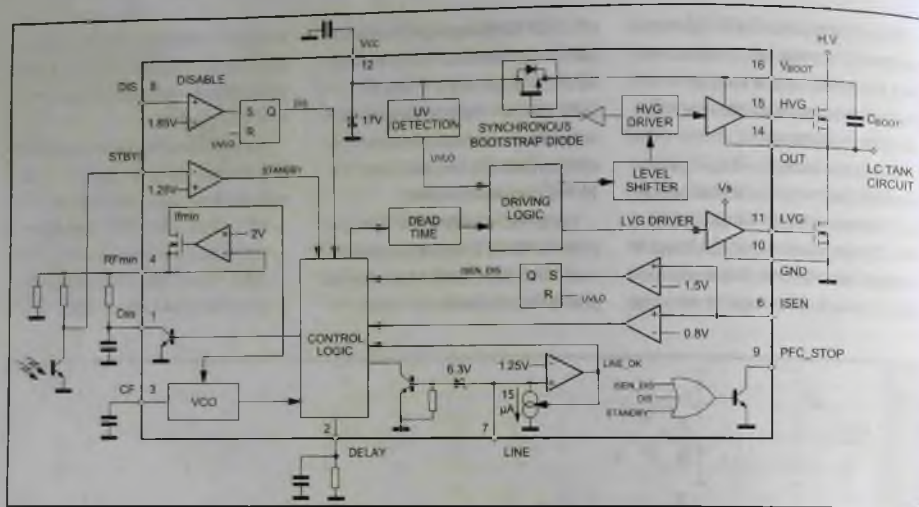 H.V
Vcc
12
16
VBOOT
DIS
8
DISABLE
S Q
DIS
R
UVLO
1.85V
17V
UV
DETECTION
UVLO
SYNCHRONOUS
BOOTSTRAP DIODE
HVG
DRIVER
15
HVG
14
CBOOT
OUT
LC TANK
CIRCUIT
STBY
5
STANDBY
LEVEL
SHIFTER
DRIVING
LOGIC
DEAD
TIME
LVG DRIVER
Vs
11
LVG
10
GND
Ifmin
2V
RFmin
4
ISEN_DIS
Q S
R
UVLO
1.5V
6
ISEN
0.8V
Css
1
CONTROL
LOGIC
9
PFC_STOP
6.3V
1.25V
LINE_OK
CF
3
VCO
15
µA
ISEN_DIS
DIS
STANDBY
2
DELAY
7
LINE